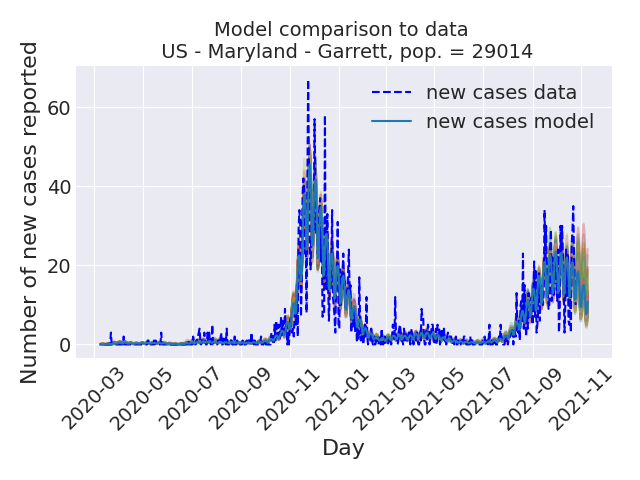 Model comparison to data
US - Maryland - Garrett, pop. = 29014
Number of new cases reported
60
40
20
0
new cases data
new cases model
2020-03
2020-05
2020-07
2020-09
2020-11
2021-01
2021-03
2021-05
2021-07
2021-09
2021-11
Day